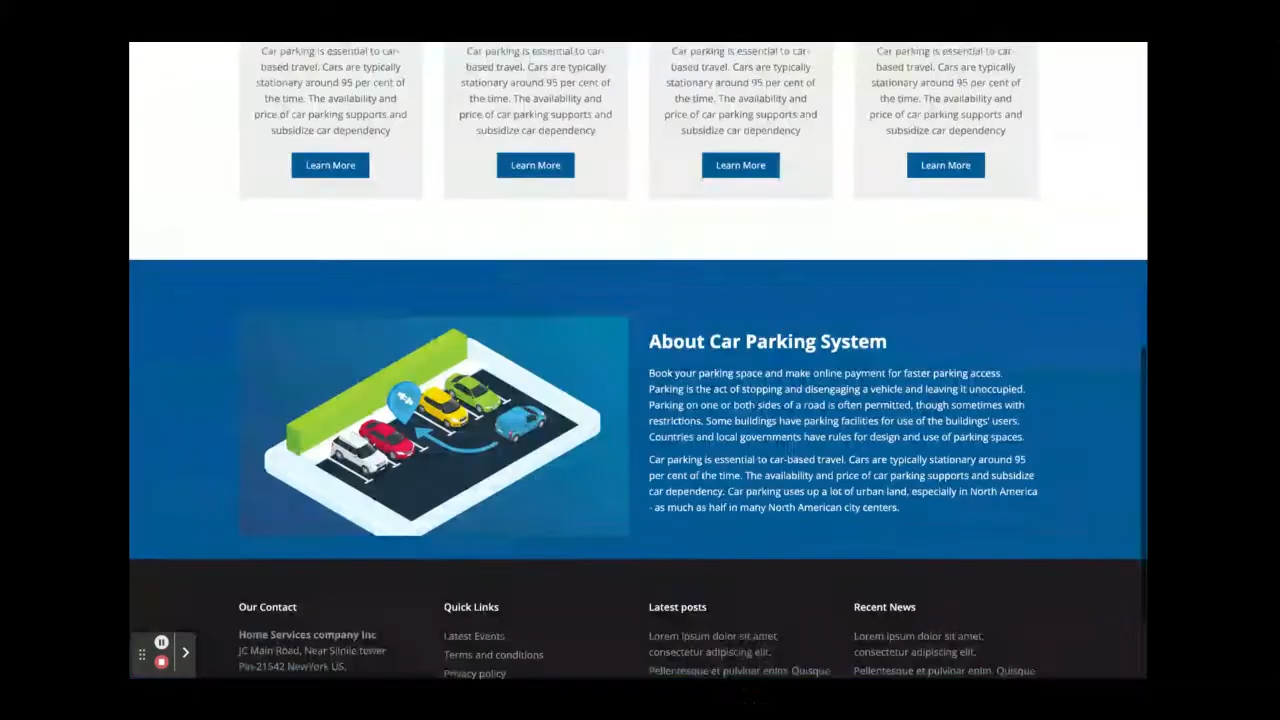 Car parking is essential to car-
based travel. Cars are typically
stationary around 95 per cent of
the time. The availability and
price of car parking supports and
subsidize car dependency
Learn More
Car parking is essential to car-
based travel. Cars are typically
stationary around 95 per cent of
the time. The availability and
price of car parking supports and
subsidize car dependency
Learn More
Car parking is essential to car-
based travel. Cars are typically
stationary around 95 per cent of
the time. The availability and
price of car parking supports and
subsidize car dependency
Learn More
Car parking is essential to car-
based travel. Cars are typically
stationary around 95 per cent of
the time. The availability and
price of car parking supports and
subsidize car dependency
Learn More
About Car Parking System
Book your parking space and make online payment for faster parking access.
Parking is the act of stopping and disengaging a vehicle and leaving it unoccupied.
Parking on one or both sides of a road is often permitted, though sometimes with
restrictions. Some buildings have parking facilities for use of the buildings' users.
Countries and local governments have rules for design and use of parking spaces.
Car parking is essential to car-based travel. Cars are typically stationary around 95
per cent of the time. The availability and price of car parking supports and subsidize
car dependency. Car parking uses up a lot of urban land, especially in North America
- as much as half in many North American city centers.
Our Contact
Home Services company Inc
JC Main Road, Near Silnile tower
Pin-21542 NewYork US.
Quick Links
Latest Events
Terms and conditions
Privacy policy
Latest posts
Lorem ipsum dolor sit amet,
consectetur adipiscing elit.
Pellentesque et pulvinar enim. Quisque
Recent News
Lorem ipsum dolor sit amet,
consectetur adipiscing elit.
Pellentesque et pulvinar enim. Quisque